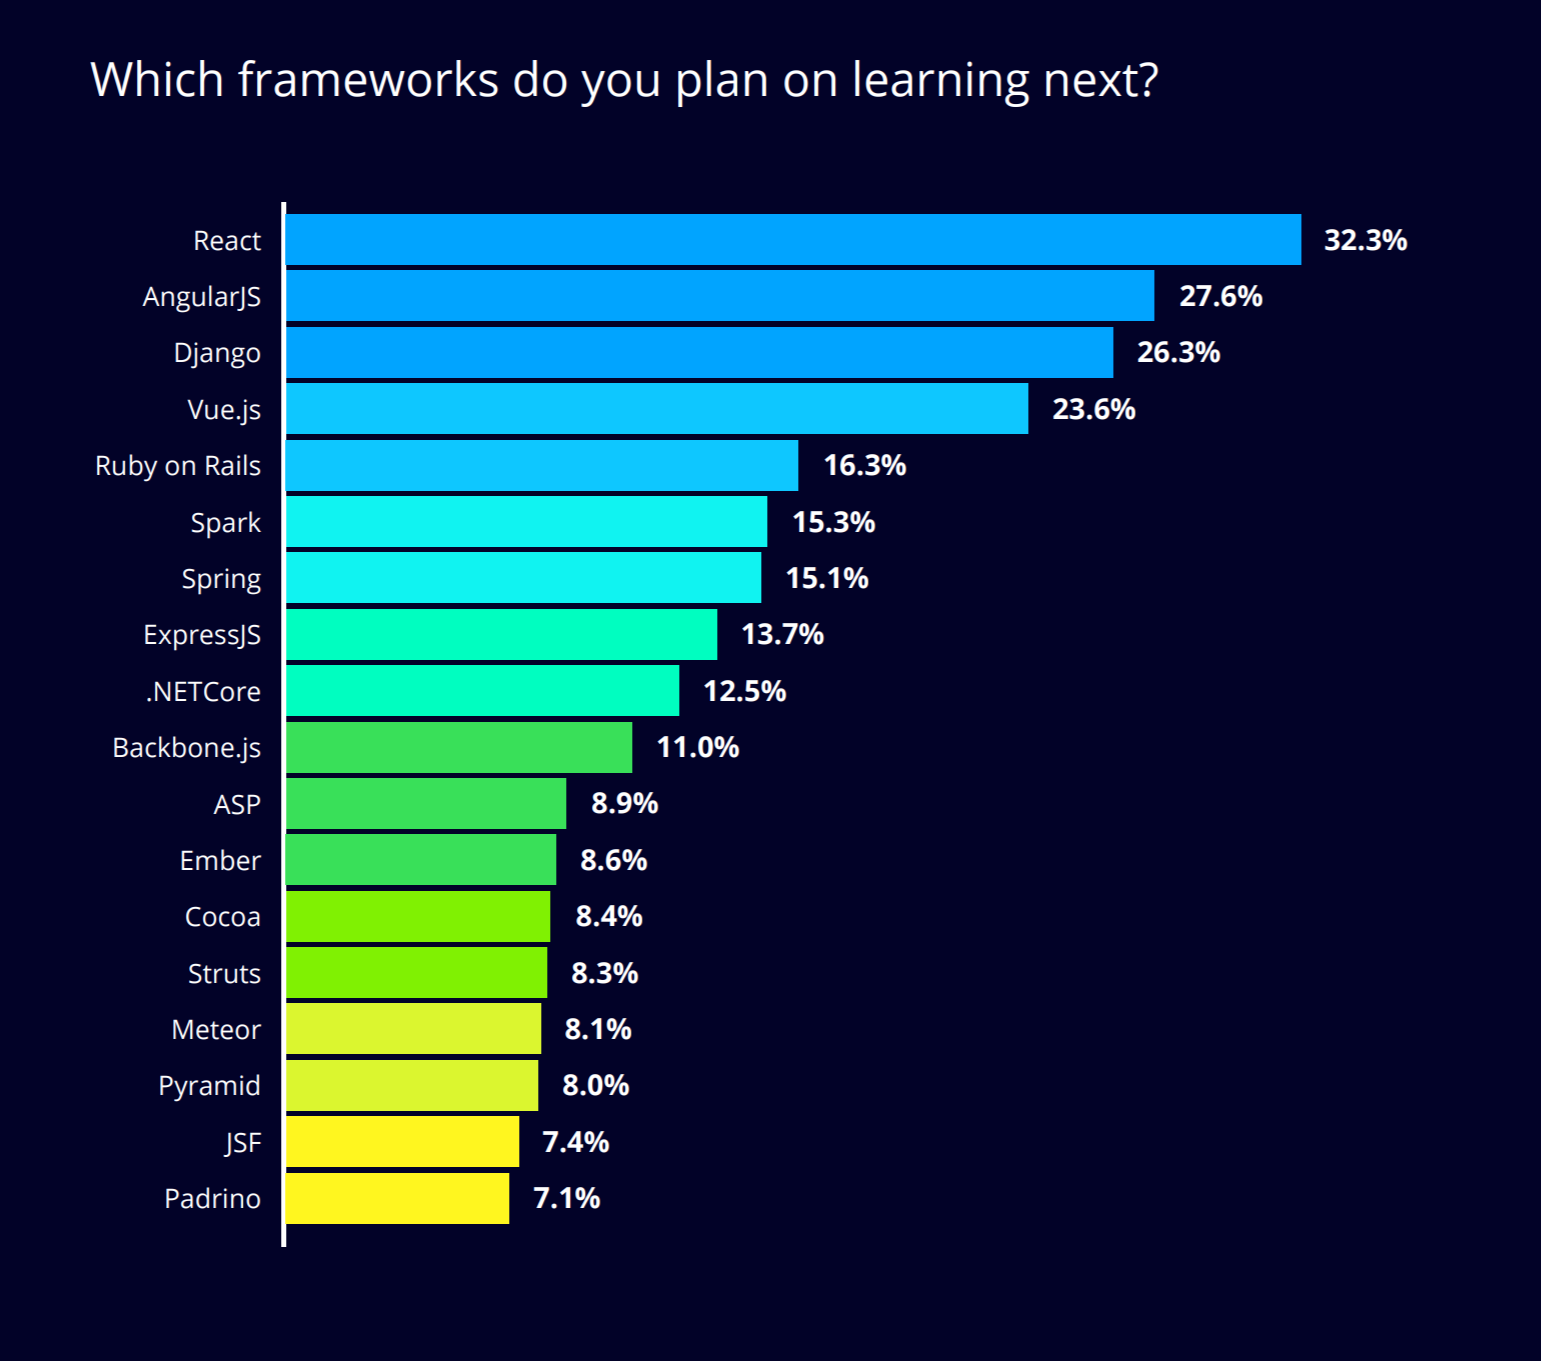 Which frameworks do you plan on learning next?
React 32.3%
AngularJS 27.6%
Django 26.3%
Vue.js 23.6%
Ruby on Rails 16.3%
Spark 15.3%
Spring 15.1%
ExpressJS 13.7%
.NETCore 12.5%
Backbone.js 11.0%
ASP 8.9%
Ember 8.6%
Cocoa 8.4%
Struts 8.3%
Meteor 8.1%
Pyramid 8.0%
JSF 7.4%
Padrino 7.1%